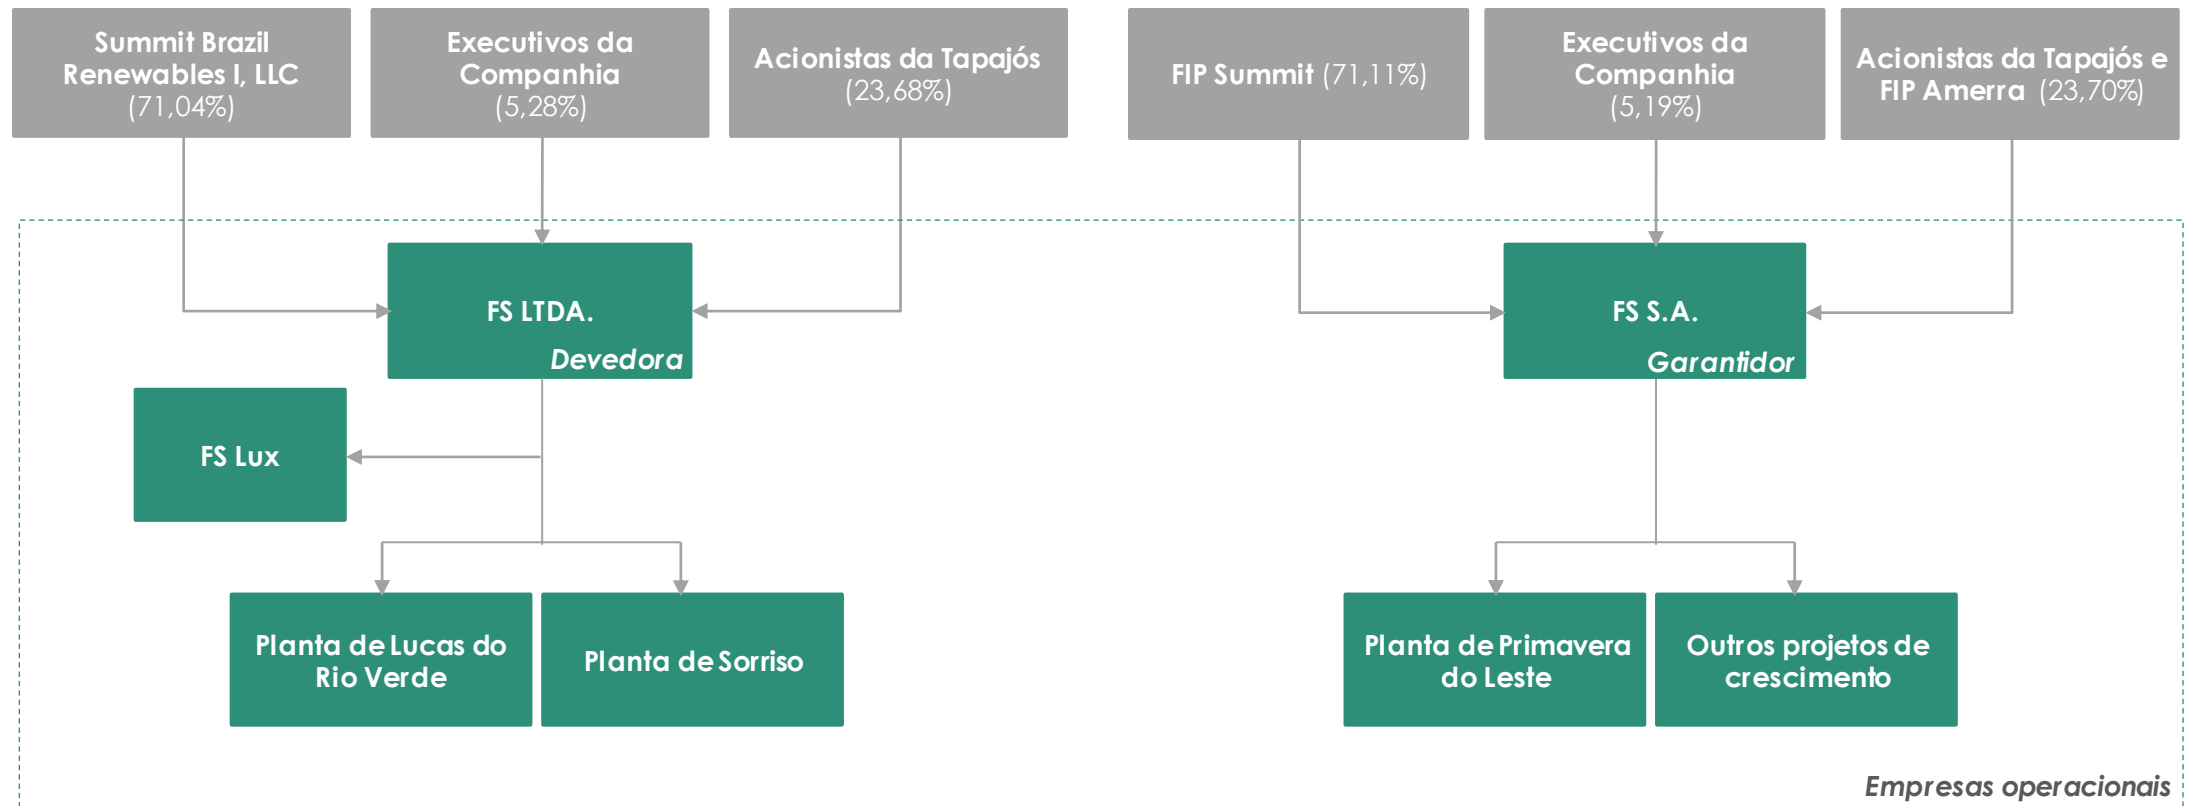 Summit Brazil
Renewables I, LLC
(71,04%)
Executivos da
Companhia
(5,28%)
Acionistas da Tapajós
(23,68%)
FIP Summit (71,11%)
Executivos da
Companhia
(5,19%)
Acionistas da Tapajós e
FIP Amerra (23,70%)
FS LTDA.
Devedora
FS S.A.
Garantidor
FS Lux
Planta de Lucas do
Rio Verde
Planta de Sorriso
Planta de Primavera
do Leste
Outros projetos de
crescimento
Empresas operacionais